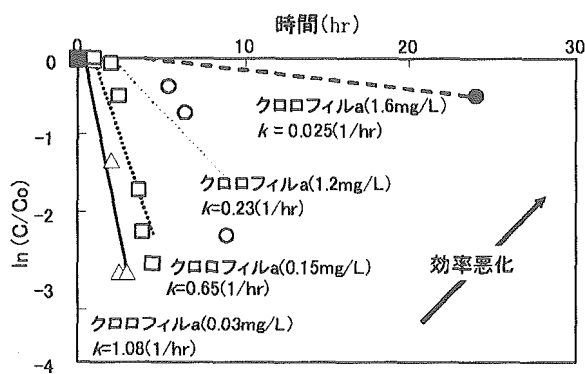 時間(hr)
0 10 20 30
0
-1
-2
-3
-4
ln (C/Co)
クロロフィルa(1.6mg/L)
k = 0.025(1/hr)
クロロフィルa(1.2mg/L)
k=0.23(1/hr)
クロロフィルa(0.15mg/L)
k=0.65(1/hr)
クロロフィルa(0.03mg/L)
k=1.08(1/hr)
効率悪化